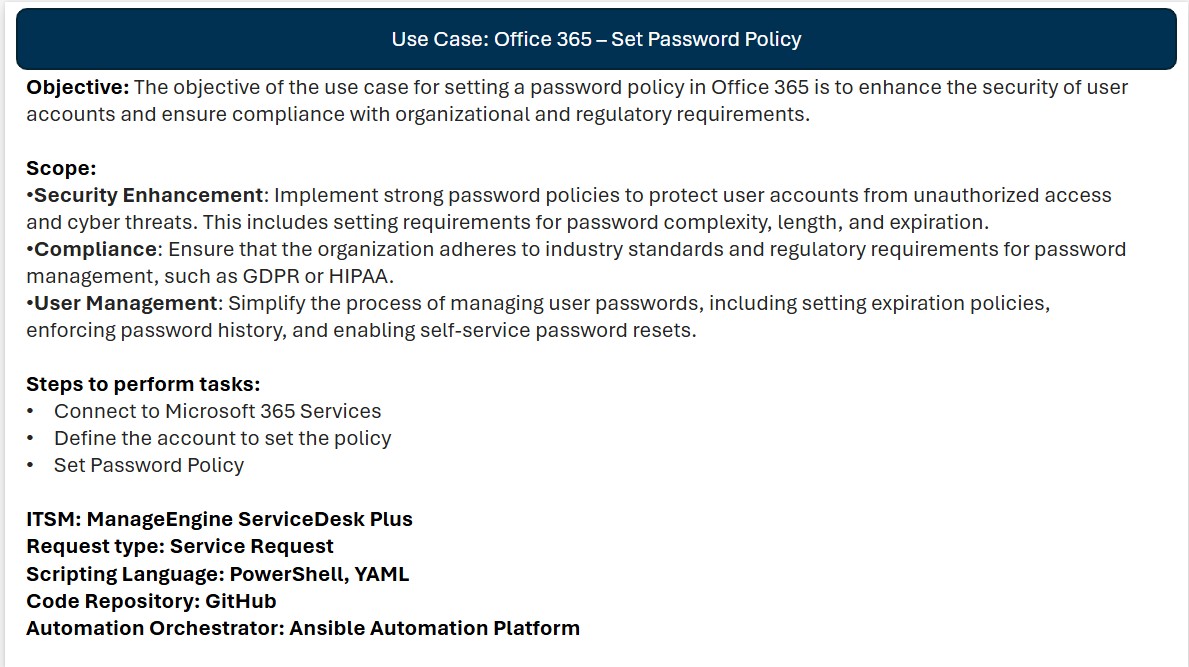 Use Case: Office 365 – Set Password Policy
Objective: The objective of the use case for setting a password policy in Office 365 is to enhance the security of user
accounts and ensure compliance with organizational and regulatory requirements.
Scope:
•Security Enhancement: Implement strong password policies to protect user accounts from unauthorized access
and cyber threats. This includes setting requirements for password complexity, length, and expiration.
•Compliance: Ensure that the organization adheres to industry standards and regulatory requirements for password
management, such as GDPR or HIPAA.
•User Management: Simplify the process of managing user passwords, including setting expiration policies,
enforcing password history, and enabling self-service password resets.
Steps to perform tasks:
• Connect to Microsoft 365 Services
• Define the account to set the policy
• Set Password Policy
ITSM: ManageEngine ServiceDesk Plus
Request type: Service Request
Scripting Language: PowerShell, YAML
Code Repository: GitHub
Automation Orchestrator: Ansible Automation Platform